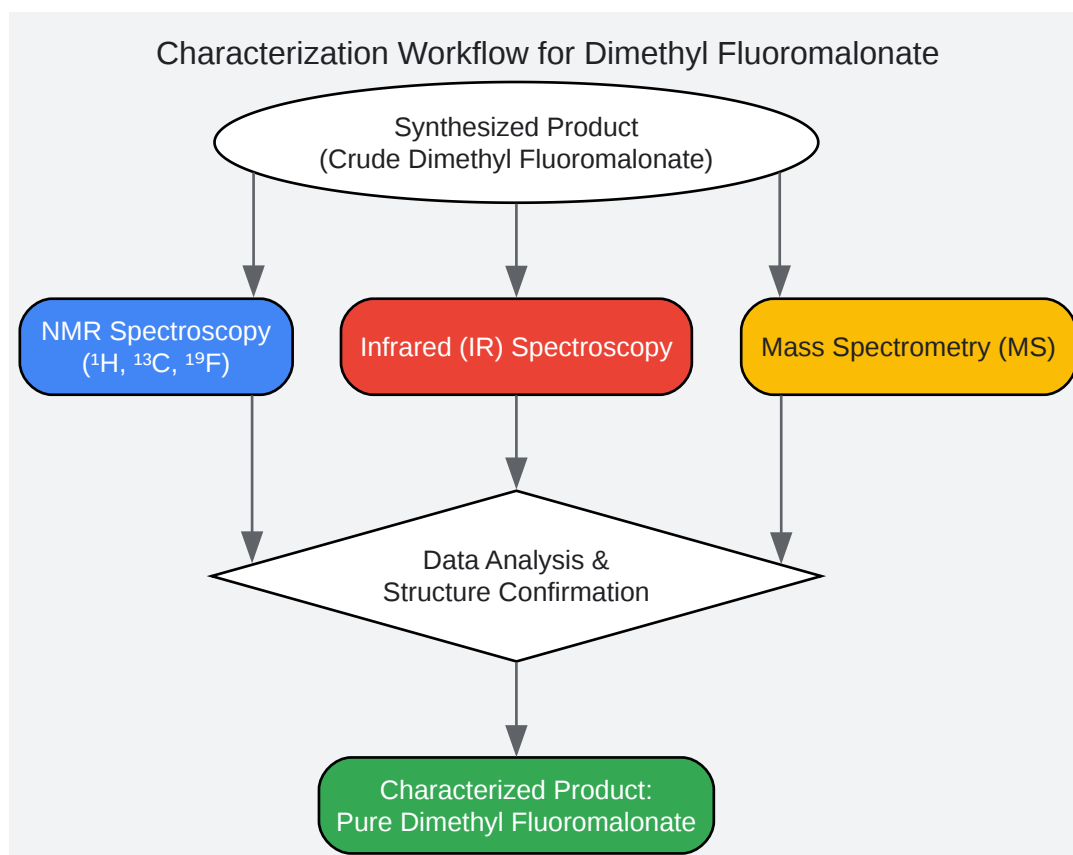 Characterization Workflow for Dimethyl Fluoromalonate
Synthesized Product
(Crude Dimethyl Fluoromalonate)
NMR Spectroscopy
(¹H, ¹³C, ¹⁹F)
Infrared (IR) Spectroscopy
Mass Spectrometry (MS)
Data Analysis &
Structure Confirmation
Characterized Product:
Pure Dimethyl Fluoromalonate